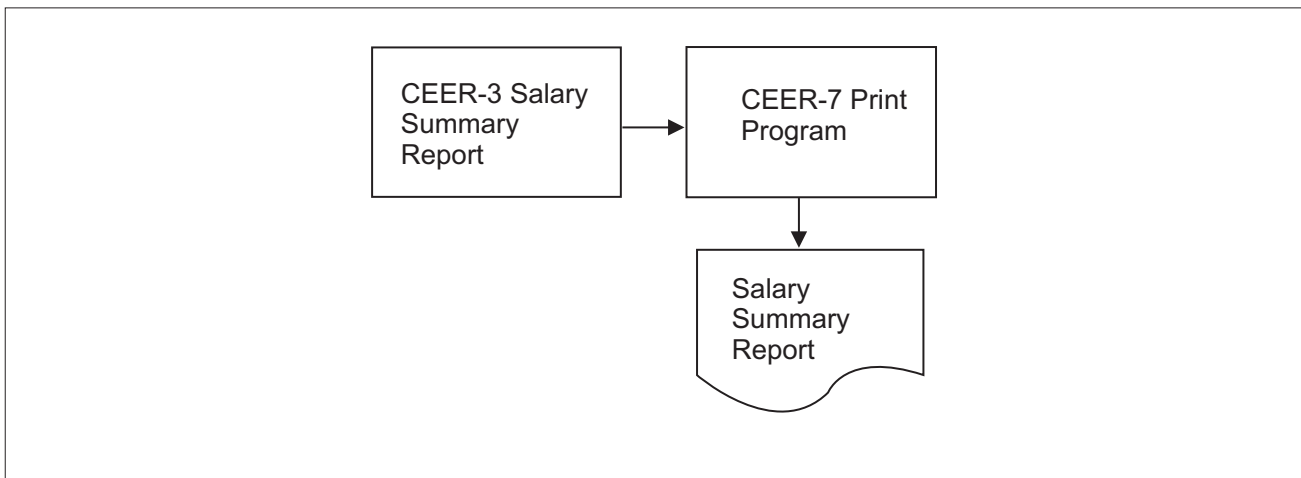 CEER-3 Salary
Summary
Report
CEER-7 Print
Program
Salary
Summary
Report